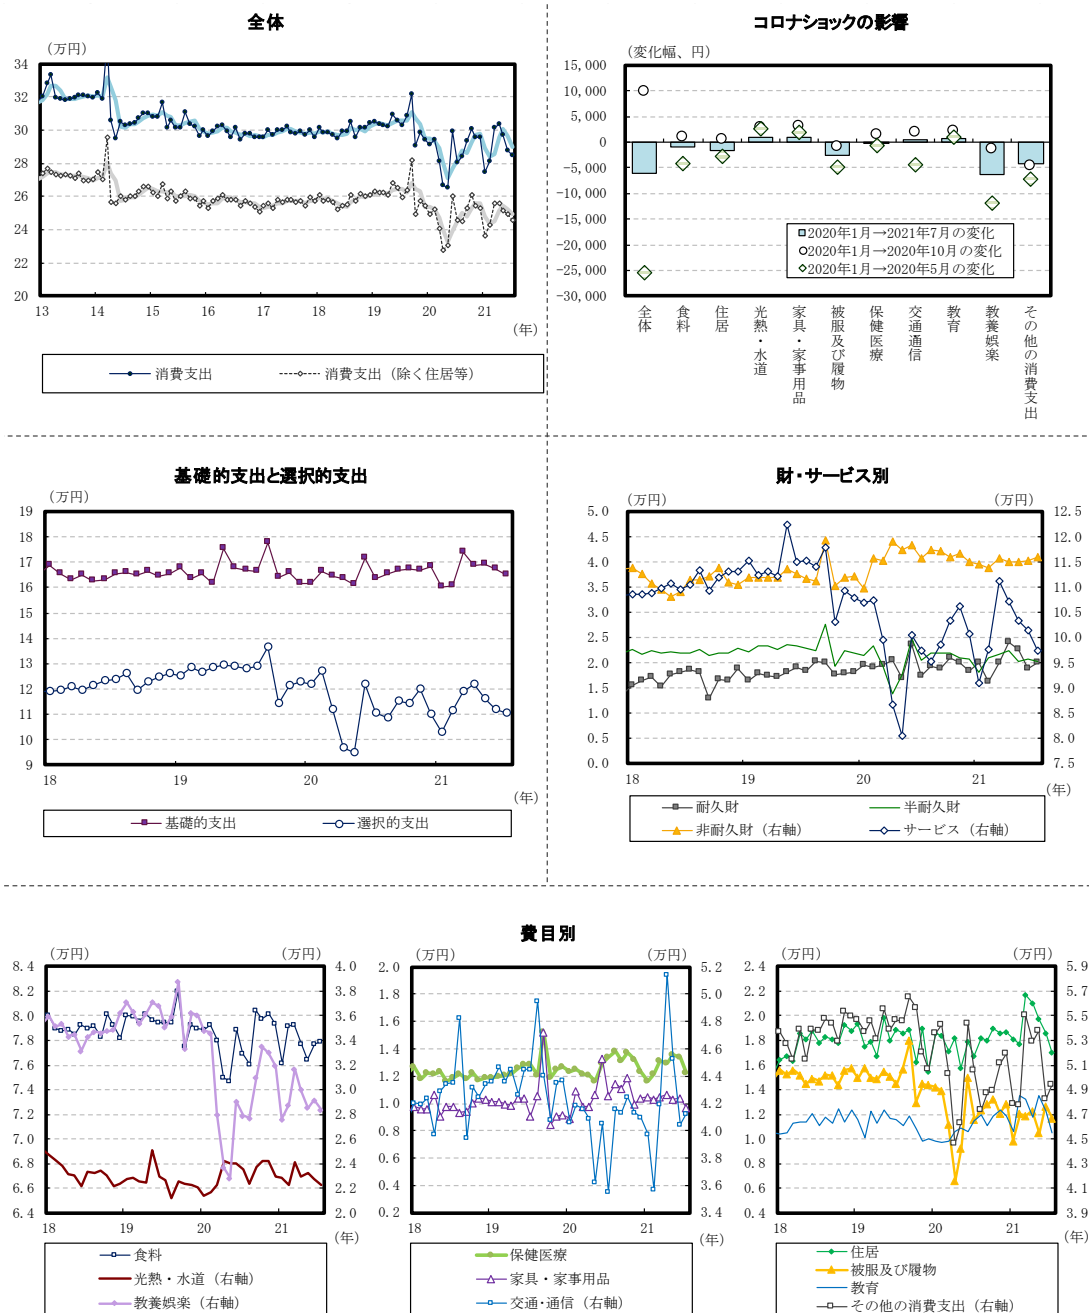 全体
(万円)
34
32
30
28
26
24
22
20
13 14 15 16 17 18 19 20 21
(年)
消費支出 消費支出（除く住居等）
コロナショックの影響
(変化幅、円)
15,000
10,000
5,000
0
-5,000
-10,000
-15,000
-20,000
-25,000
-30,000
2020年1月→2021年7月の変化
2020年1月→2020年10月の変化
2020年1月→2020年5月の変化
全体
食料
住居
光熱・水道
家具・家事用品
被服及び履物
保健医療
交通通信
教育
教養娯楽
その他の消費支出
基礎的支出と選択的支出
(万円)
19
18
17
16
15
14
13
12
11
10
9
18 19 20 21
(年)
基礎的支出 選択的支出
財・サービス別
(万円) (万円)
5.0
4.5
4.0
3.5
3.0
2.5
2.0
1.5
1.0
0.5
0.0
12.5
12.0
11.5
11.0
10.5
10.0
9.5
9.0
8.5
8.0
7.5
18 19 20 21
(年)
耐久財 半耐久財
非耐久財（右軸） サービス（右軸）
費目別
(万円) (万円)
8.4
8.2
8.0
7.8
7.6
7.4
7.2
7.0
6.8
6.6
6.4
4.0
3.8
3.6
3.4
3.2
3.0
2.8
2.6
2.4
2.2
2.0
18 19 20 21
(年)
食料
光熱・水道（右軸）
教養娯楽（右軸）
(万円) (万円)
2.0
1.8
1.6
1.4
1.2
1.0
0.8
0.6
0.4
0.2
5.2
5.0
4.8
4.6
4.4
4.2
4.0
3.8
3.6
3.4
18 19 20 21
(年)
保健医療
家具・家事用品
交通・通信（右軸）
(万円) (万円)
2.4
2.2
2.0
1.8
1.6
1.4
1.2
1.0
0.8
0.6
0.4
5.9
5.7
5.5
5.3
5.1
4.9
4.7
4.5
4.3
4.1
3.9
18 19 20 21
(年)
住居
被服及び履物
教育
その他の消費支出（右軸）